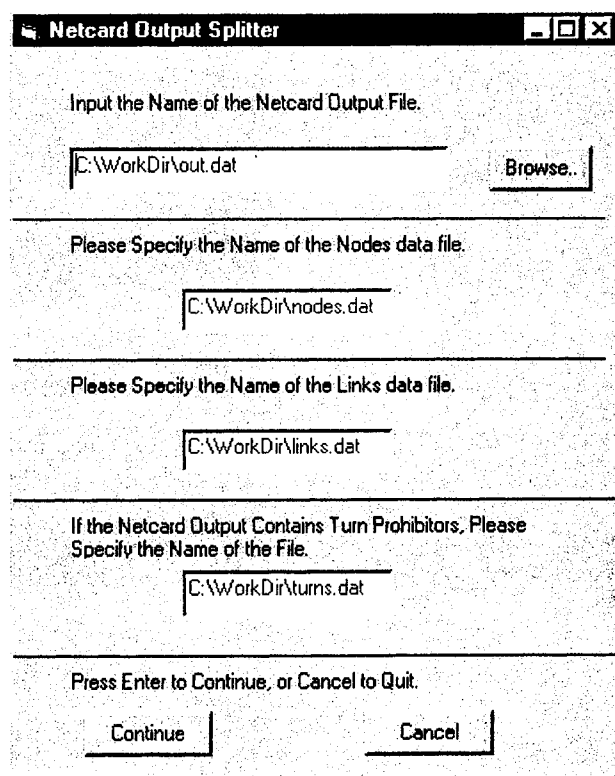 Netcard Output Splitter
Input the Name of the Netcard Output File.
C:\WorkDir\out.dat
Browse..
Please Specify the Name of the Nodes data file.
C:\WorkDir\nodes.dat
Please Specify the Name of the Links data file.
C:\WorkDir\links.dat
If the Netcard Output Contains Turn Prohibitors, Please
Specify the Name of the File.
C:\WorkDir\turns.dat
Press Enter to Continue, or Cancel to Quit.
Continue
Cancel